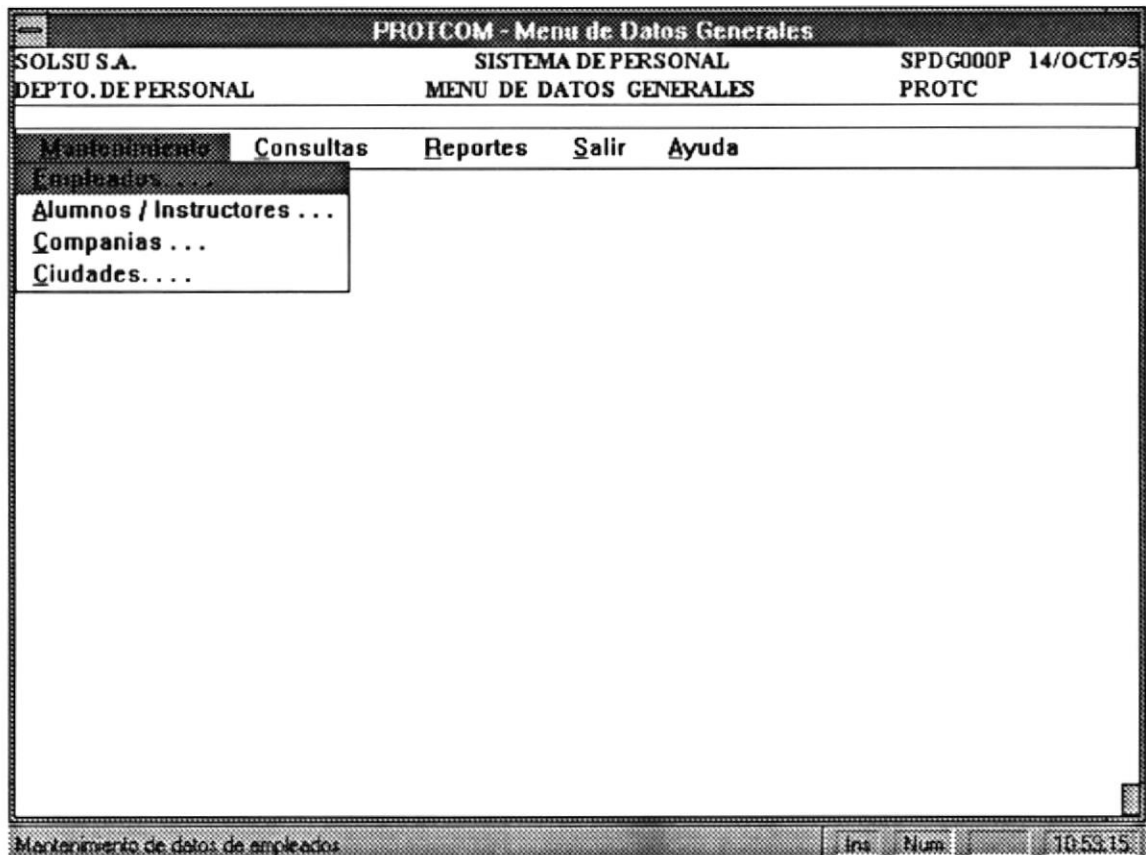 PROTCOM - Menu de Datos Generales
SOLSU S.A. SISTEMA DE PERSONAL SPDG000P 14/OCT/95
DEPTO. DE PERSONAL MENU DE DATOS GENERALES PROTC
Mantenimiento Consultas Reportes Salir Ayuda
Empleados. . . .
Alumnos / Instructores . . .
Companias . . .
Ciudades. . . .
Mantenimiento de datos de empleados Ins Num 10:53:15